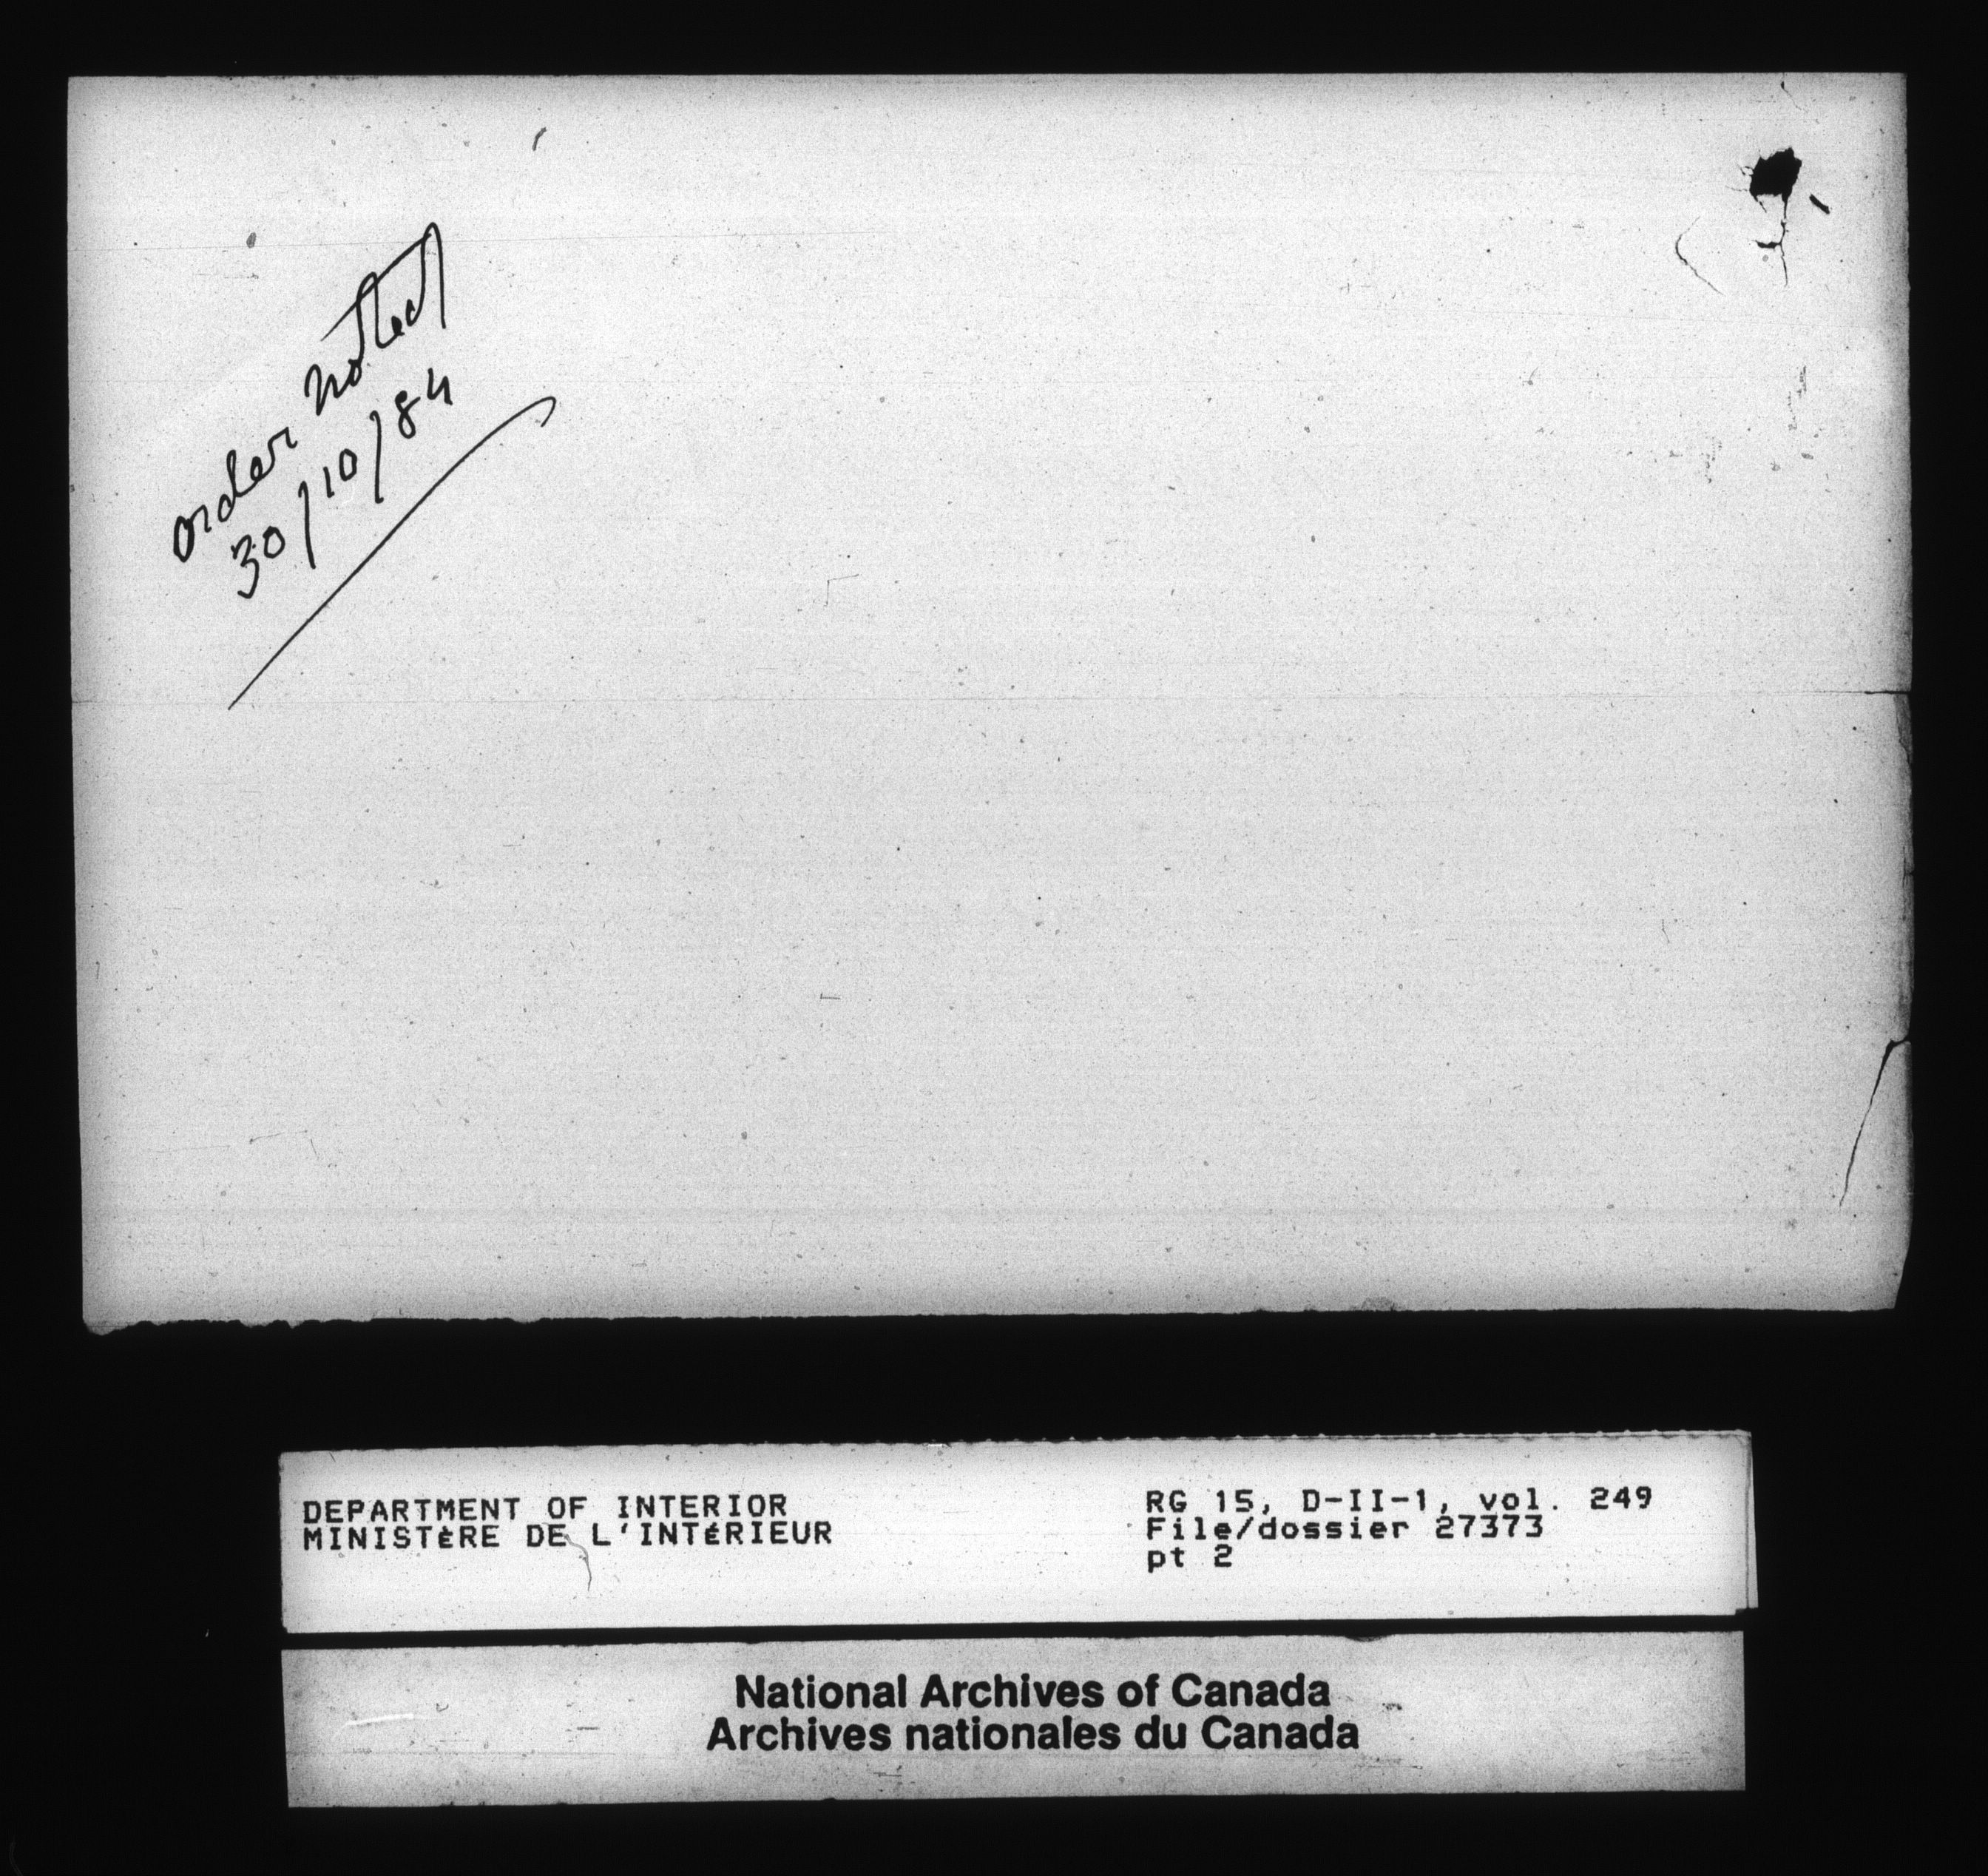 order noted
30/10/84
DEPARTMENT OF INTERIOR
MINISTÈRE DE L'INTÉRIEUR
RG 15, D-II-1, vol. 249
File/dossier 27373
pt 2
National Archives of Canada
Archives nationales du Canada